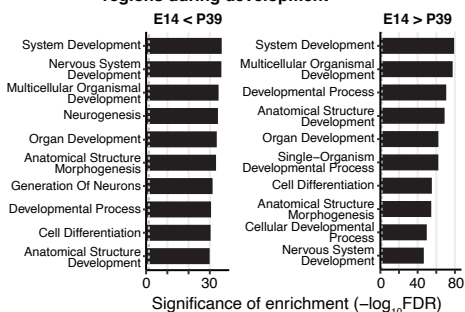 regions during development
E14 < P39
System Development
Nervous System
Development
Multicellular Organismal
Development
Neurogenesis
Organ Development
Anatomical Structure
Morphogenesis
Generation Of Neurons
Developmental Process
Cell Differentiation
Anatomical Structure
Development
0 30
E14 > P39
System Development
Multicellular Organismal
Development
Developmental Process
Anatomical Structure
Development
Organ Development
Single−Organism
Developmental Process
Cell Differentiation
Anatomical Structure
Morphogenesis
Cellular Developmental
Process
Nervous System
Development
0 40 80
Significance of enrichment (−log10FDR)